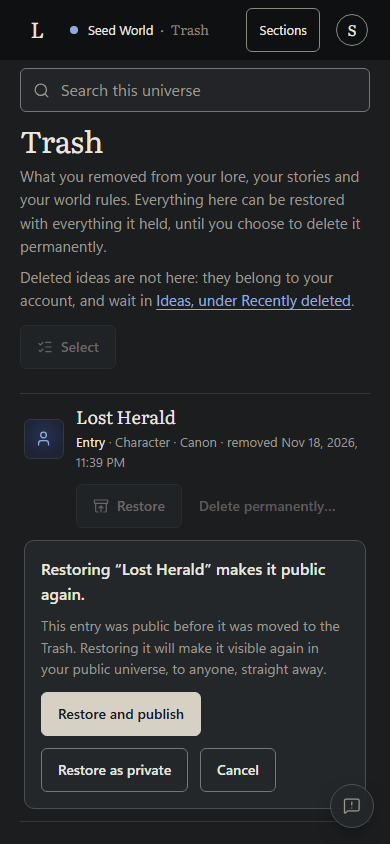 L
Seed World · Trash
Sections
S
Search this universe
Trash
What you removed from your lore, your stories and
your world rules. Everything here can be restored
with everything it held, until you choose to delete it
permanently.
Deleted ideas are not here: they belong to your
account, and wait in Ideas, under Recently deleted.
Select
Lost Herald
Entry · Character · Canon · removed Nov 18, 2026,
11:39 PM
Restore
Delete permanently...
Restoring “Lost Herald” makes it public
again.
This entry was public before it was moved to the
Trash. Restoring it will make it visible again in
your public universe, to anyone, straight away.
Restore and publish
Restore as private
Cancel